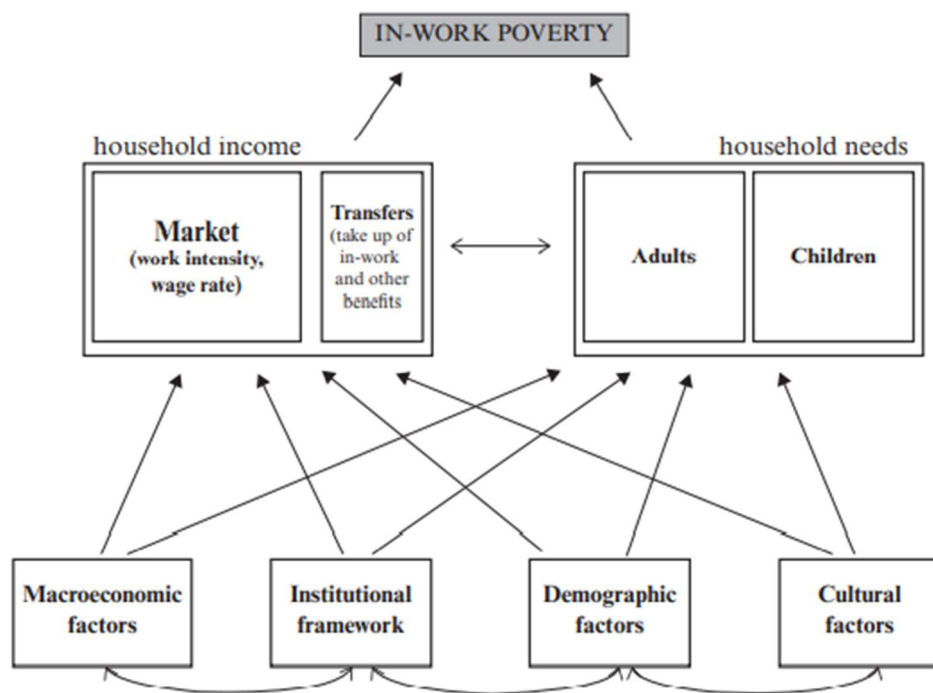 IN-WORK POVERTY
household income
household needs
Market
(work intensity,
wage rate)
Transfers
(take up of
in-work
and other
benefits
Adults
Children
Macroeconomic
factors
Institutional
framework
Demographic
factors
Cultural
factors